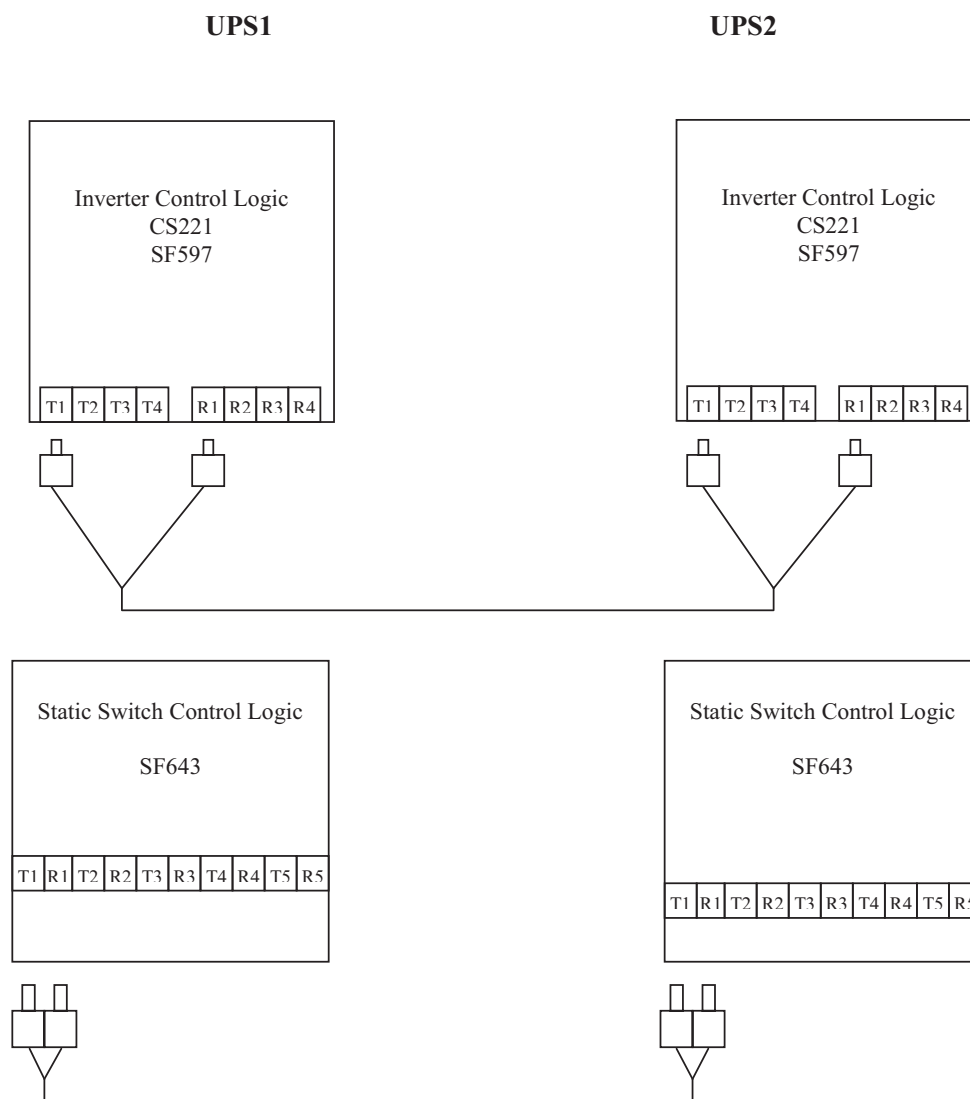 UPS1 UPS2
Inverter Control Logic
CS221
SF597
T1 T2 T3 T4 R1 R2 R3 R4
Inverter Control Logic
CS221
SF597
T1 T2 T3 T4 R1 R2 R3 R4
Static Switch Control Logic
SF643
T1 R1 T2 R2 T3 R3 T4 R4 T5 R5
Static Switch Control Logic
SF643
T1 R1 T2 R2 T3 R3 T4 R4 T5 R5